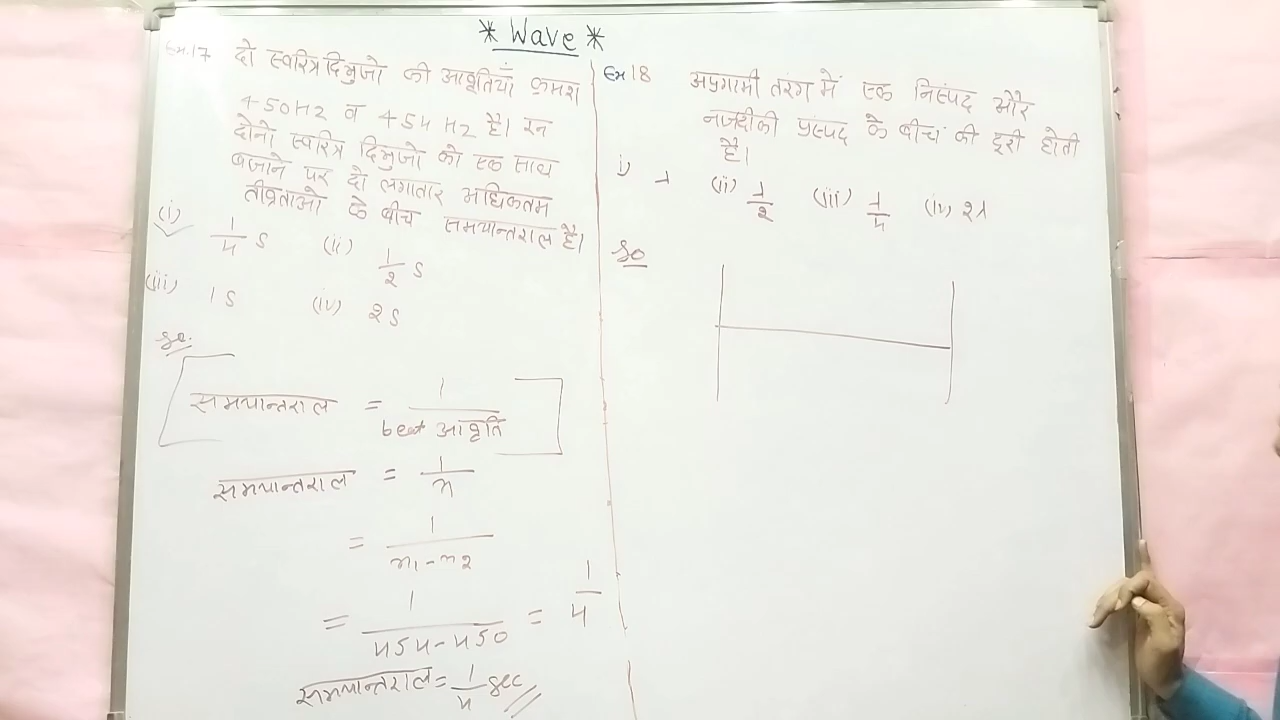 * Wave *
Ex.17 दो स्वरित्र द्विभुजो की आवृतियाँ क्रमश
450Hz व 454 Hz है। इन
दोनो स्वरित्र द्विभुजो को एक साथ
बजाने पर दो लगातार अधिकतम
तीव्रताओ के बीच समयान्तराल है।
(i) 1/4 s (ii) 1/2 s
(iii) 1 s (iv) 2 s
so.
समयान्तराल = 1/beat आवृति
समयान्तराल = 1/n
= 1/n1-n2
= 1/454-450 = 1/4
समयान्तराल = 1/4 sec
Ex 18 अप्रगामी तरंग में एक निस्पंद और
नजदीकी प्रस्पंद के बीच की दूरी होती
है।
i) λ (ii) λ/2 (iii) λ/4 (iv) 2λ
so